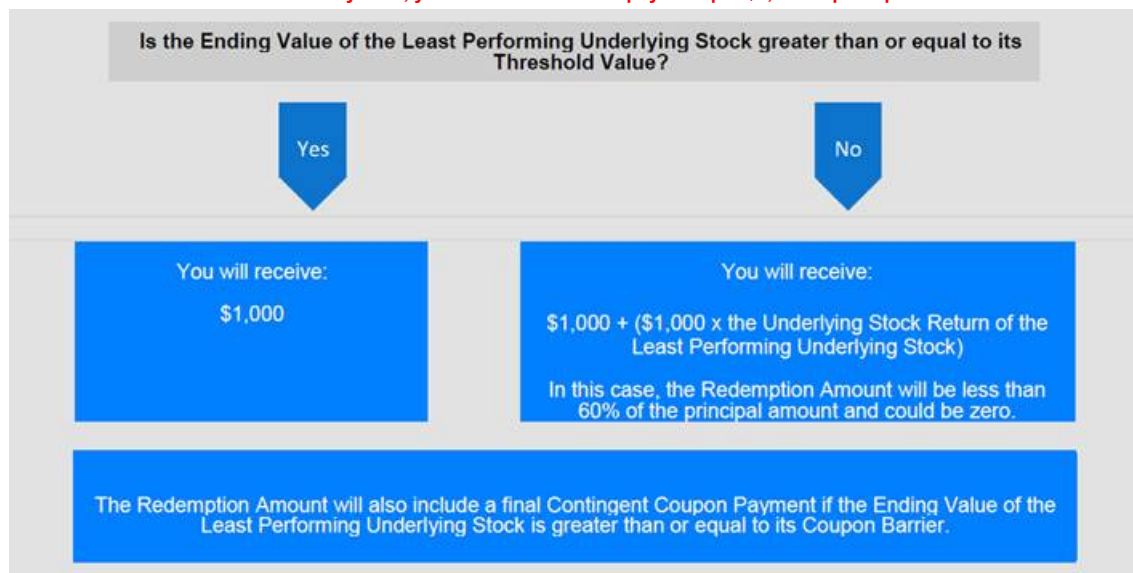 Is the Ending Value of the Least Performing Underlying Stock greater than or equal to its
Threshold Value?
Yes
No
You will receive:
$1,000
You will receive:
$1,000 + ($1,000 x the Underlying Stock Return of the
Least Performing Underlying Stock)
In this case, the Redemption Amount will be less than
60% of the principal amount and could be zero.
The Redemption Amount will also include a final Contingent Coupon Payment if the Ending Value of the
Least Performing Underlying Stock is greater than or equal to its Coupon Barrier.